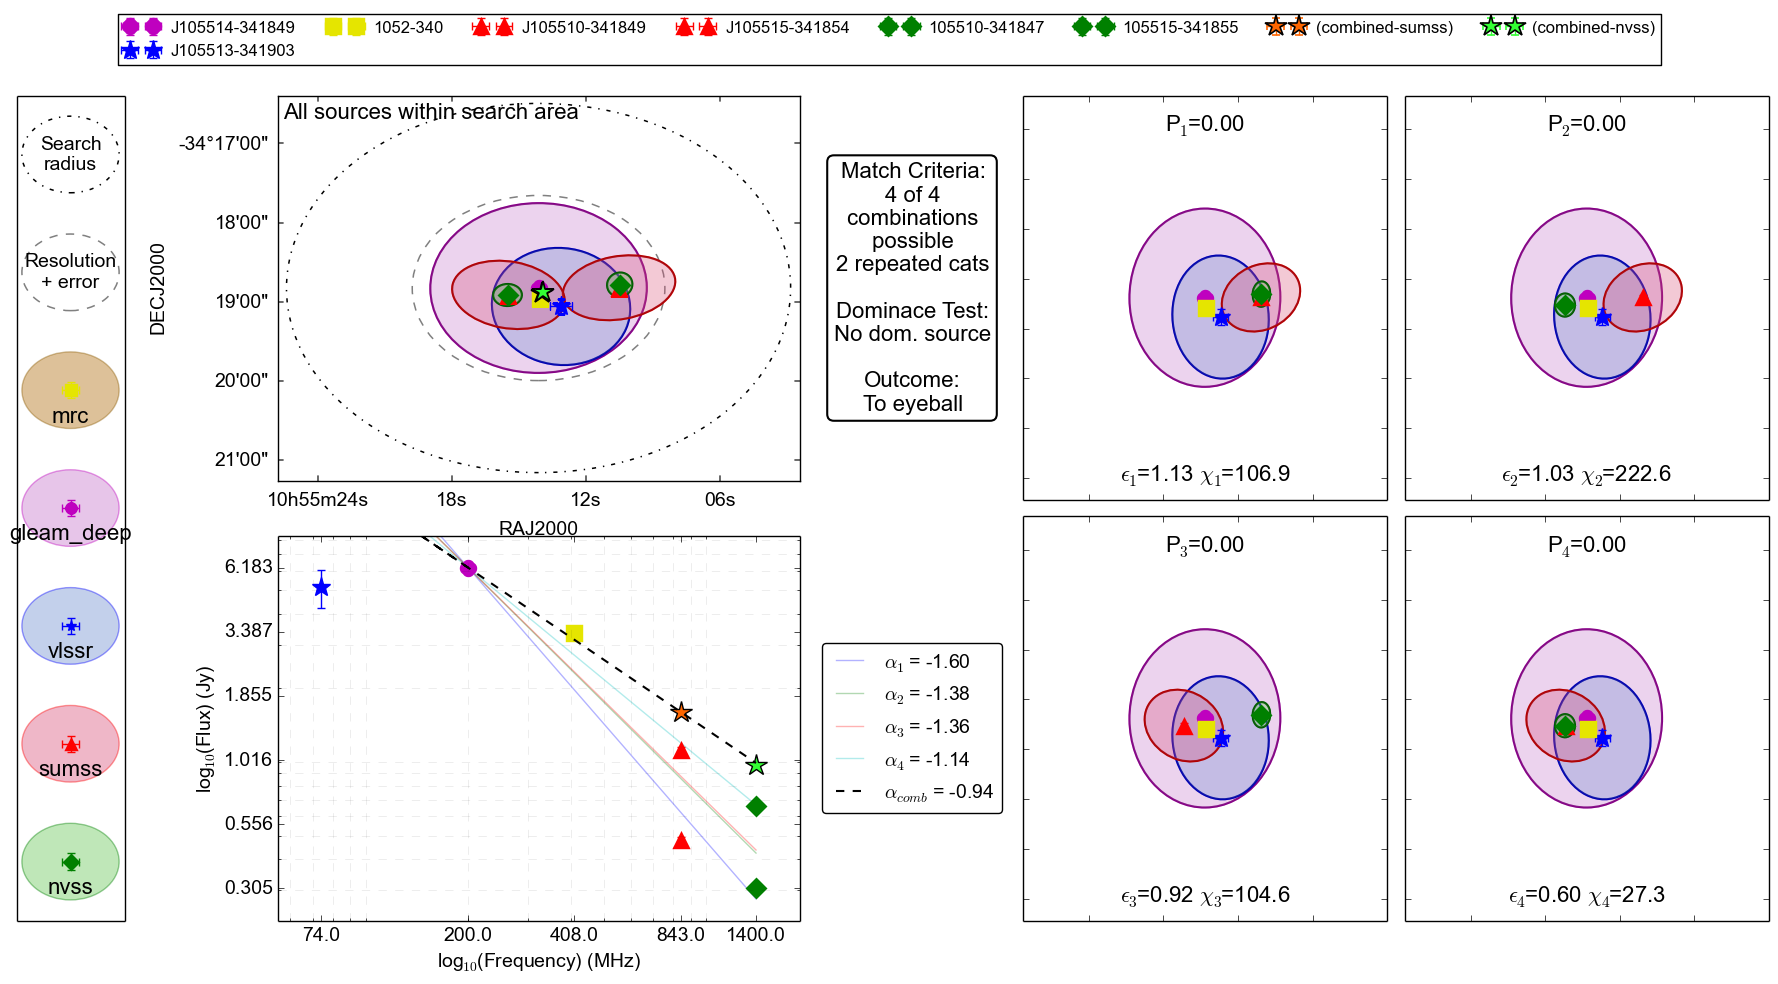 J105514-341849 1052-340 J105510-341849 J105515-341854 105510-341847 105515-341855 (combined-sumss) (combined-nvss)
J105513-341903
Search
radius
Resolution
+ error
mrc
gleam_deep
vlssr
sumss
nvss
All sources within search area
DECJ2000
-34°17'00"
18'00"
19'00"
20'00"
21'00"
10h55m24s 18s 12s 06s
RAJ2000
Match Criteria:
4 of 4
combinations
possible
2 repeated cats
Dominace Test:
No dom. source
Outcome:
To eyeball
P1=0.00
ϵ1=1.13 χ1=106.9
P2=0.00
ϵ2=1.03 χ2=222.6
log10(Flux) (Jy)
6.183
3.387
1.855
1.016
0.556
0.305
74.0 200.0 408.0 843.0 1400.0
log10(Frequency) (MHz)
α1 = -1.60
α2 = -1.38
α3 = -1.36
α4 = -1.14
αcomb = -0.94
P3=0.00
ϵ3=0.92 χ3=104.6
P4=0.00
ϵ4=0.60 χ4=27.3